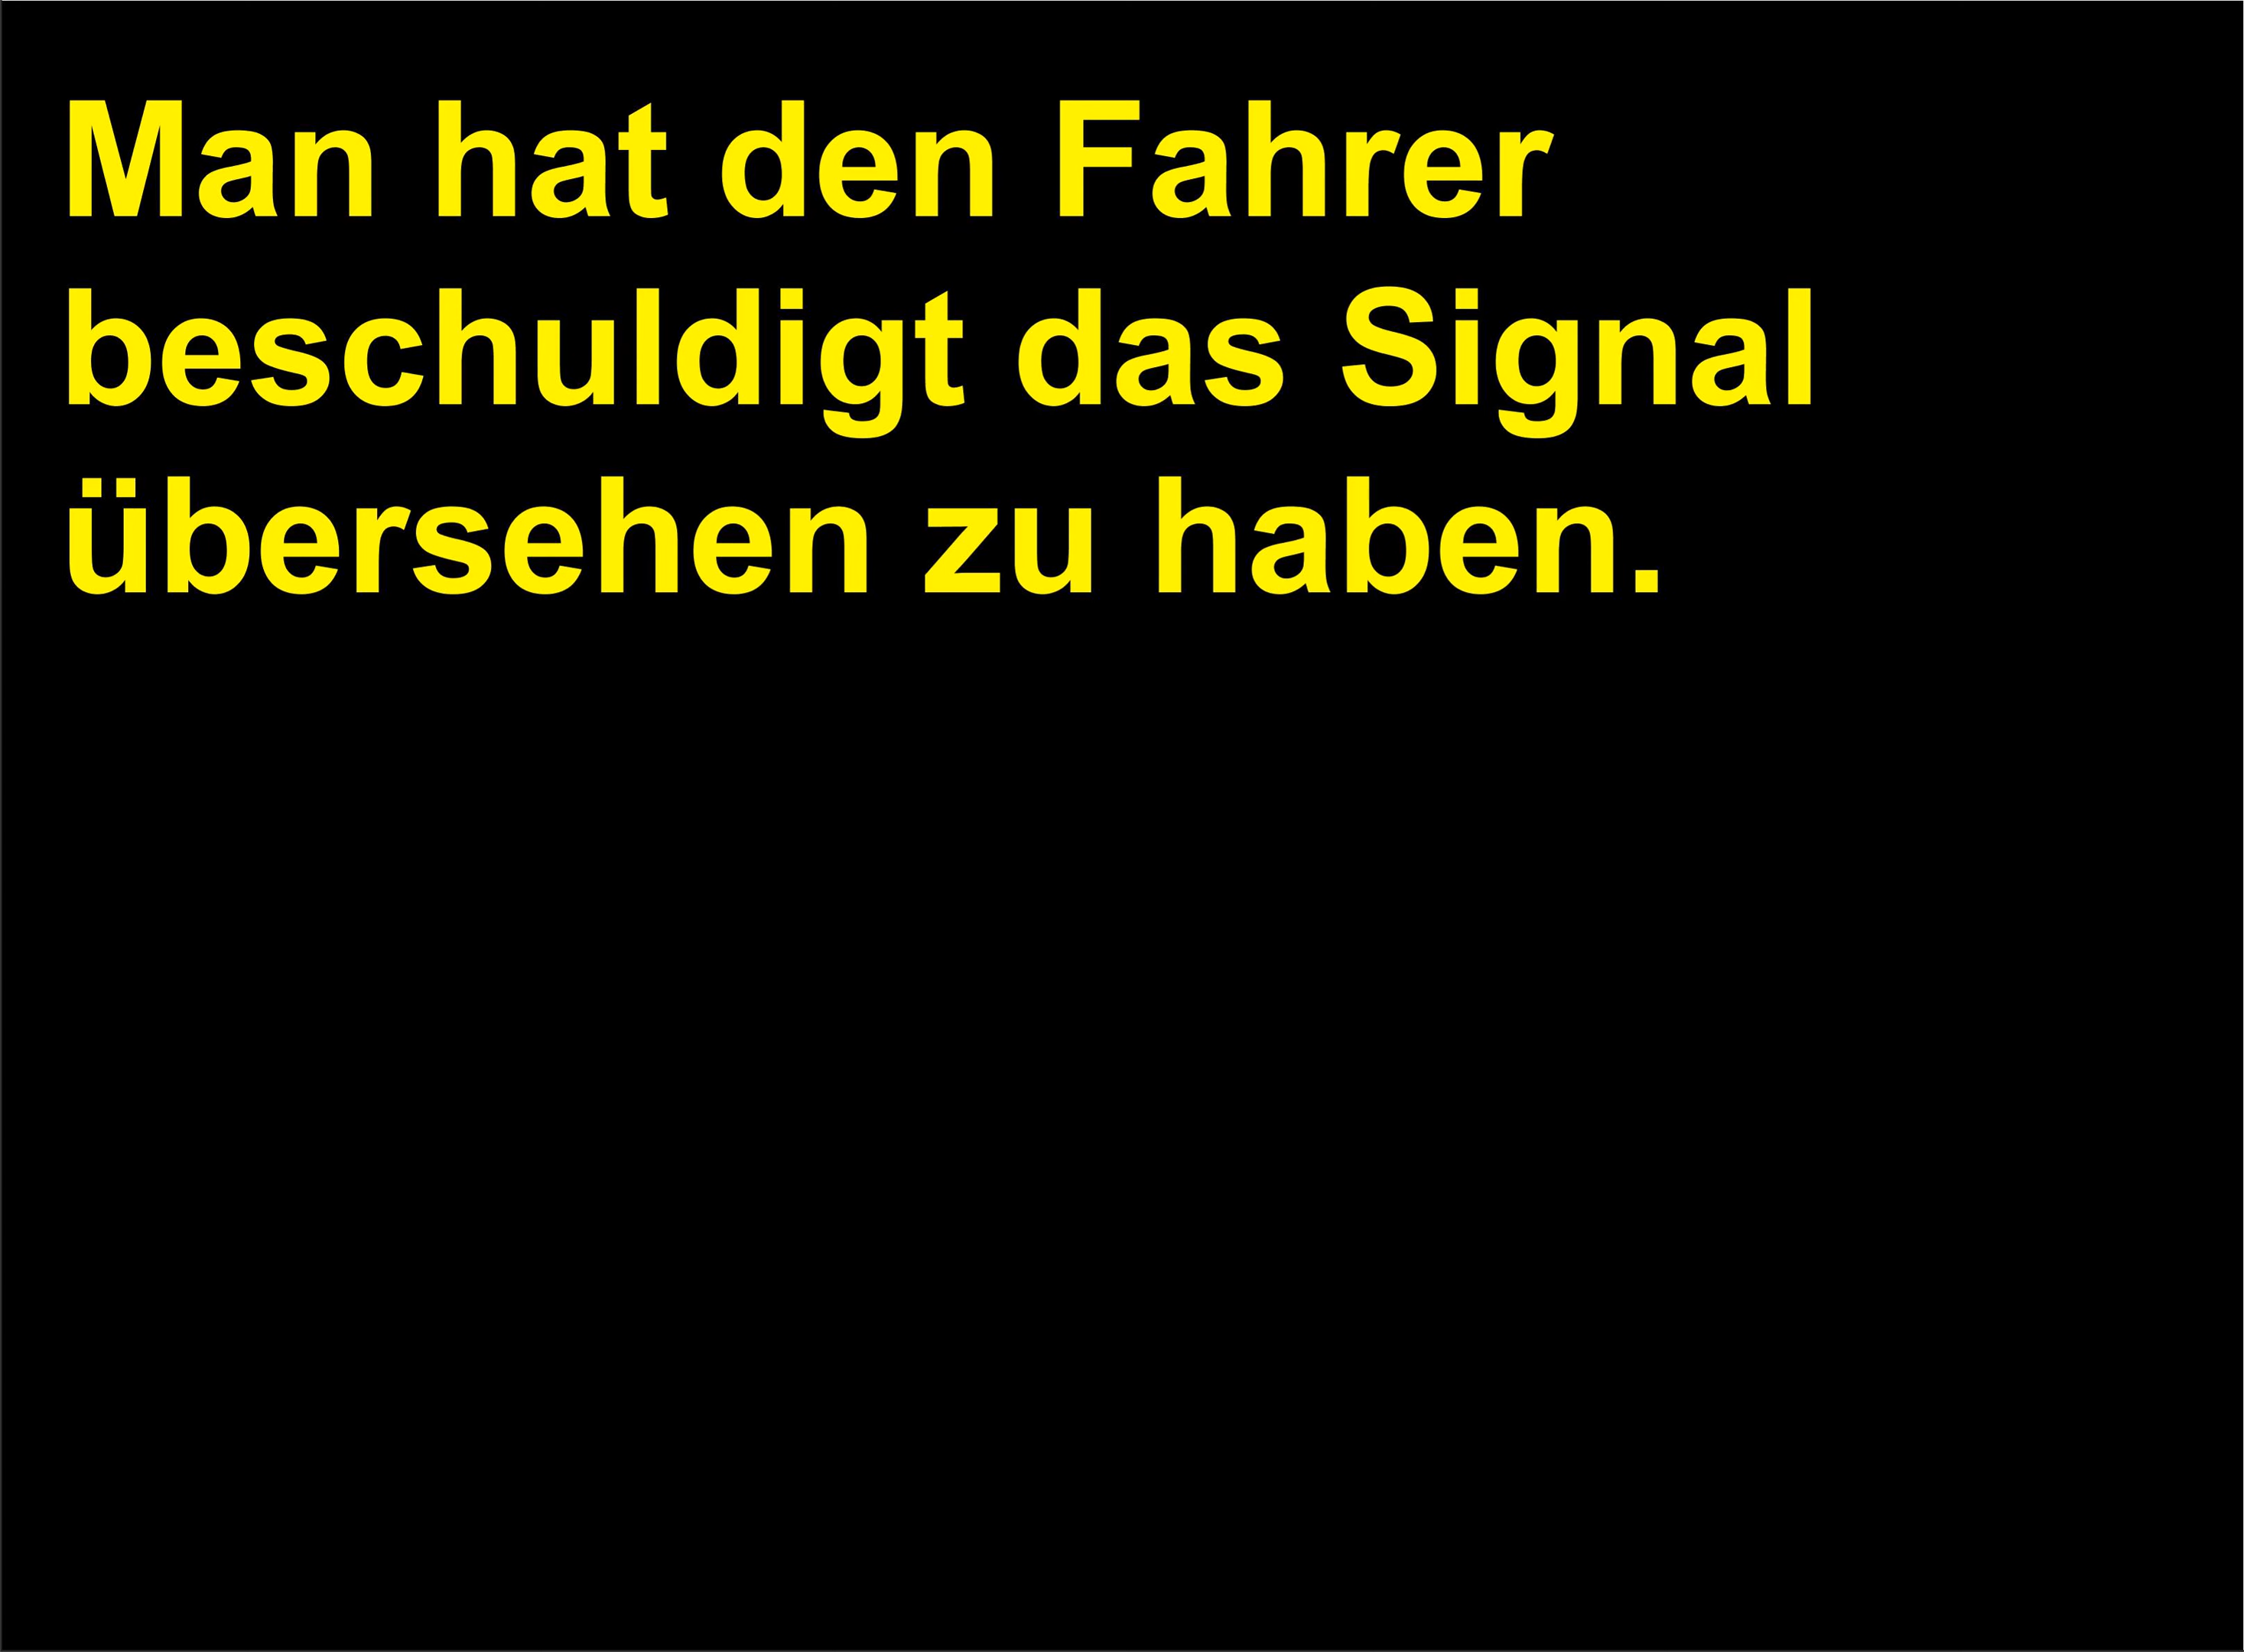 Man hat den Fahrer
beschuldigt das Signal
übersehen zu haben.